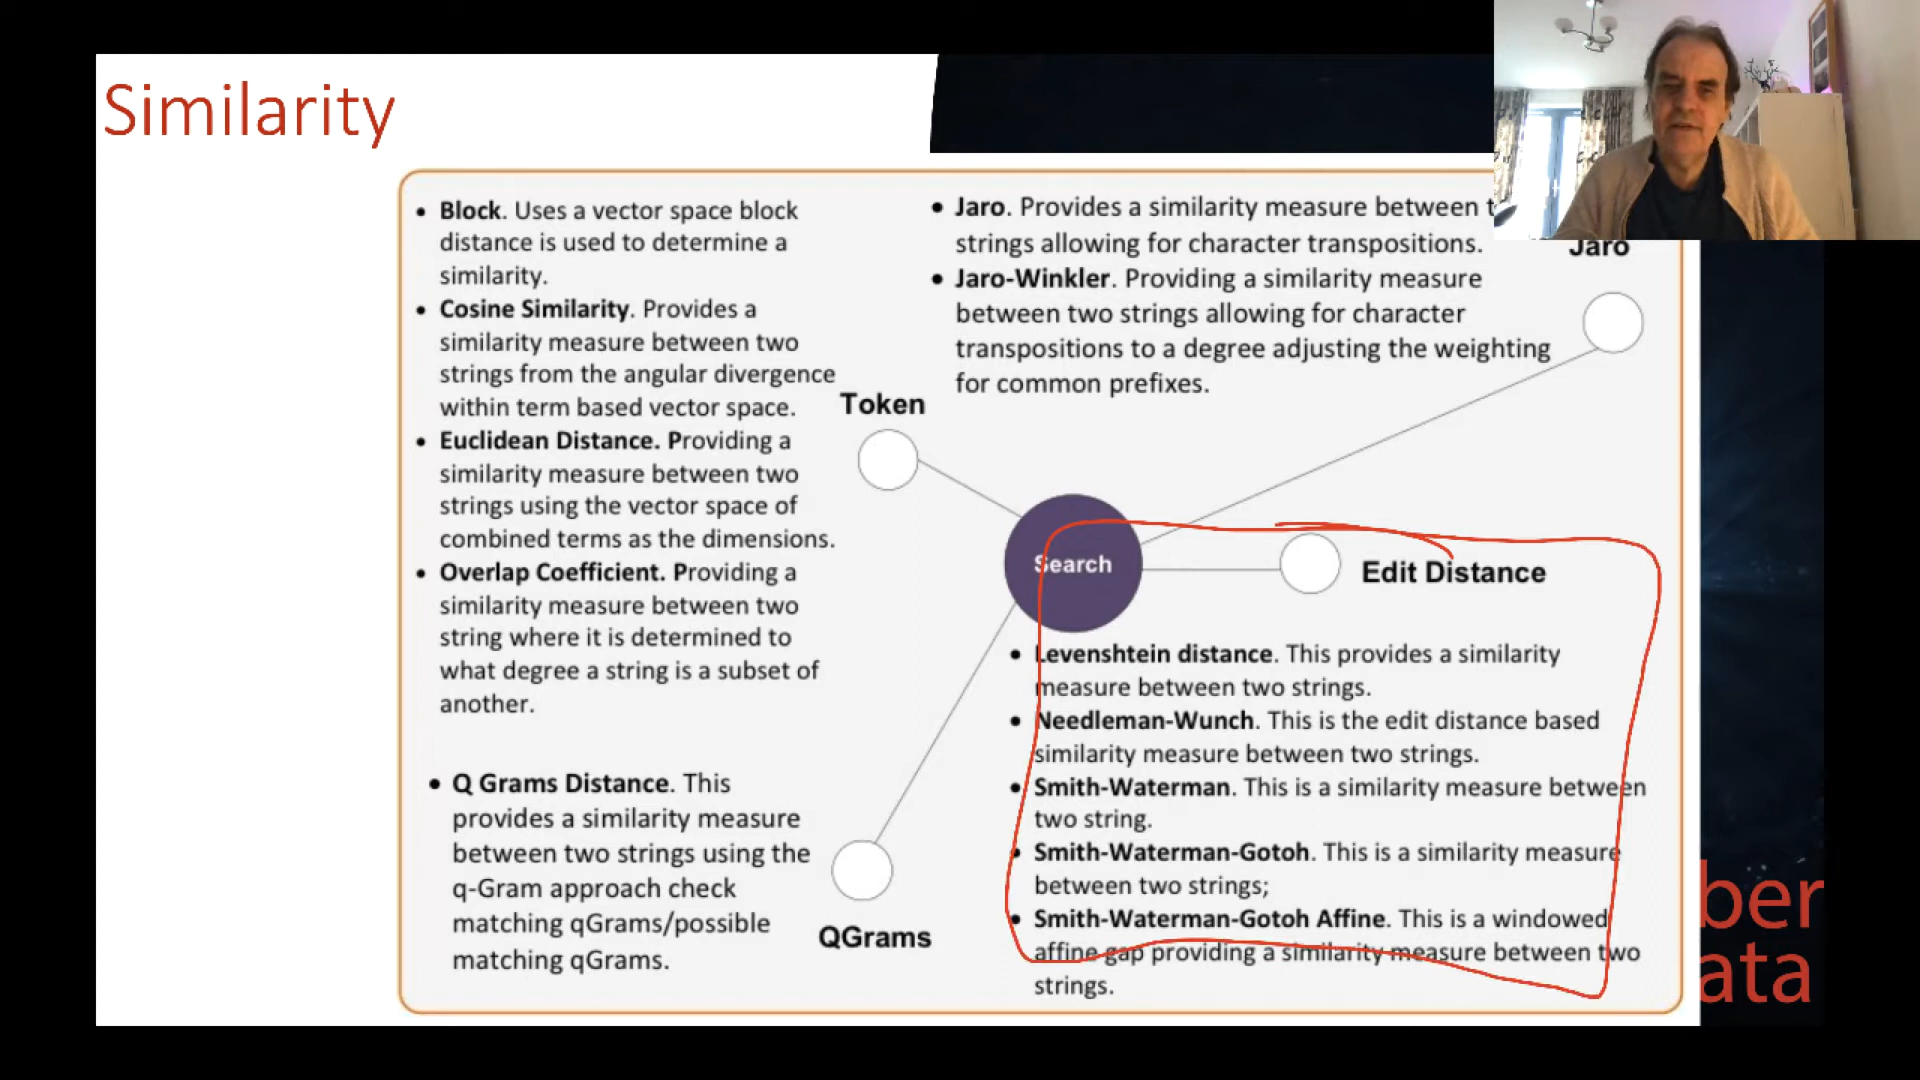 Similarity
• Block. Uses a vector space block
distance is used to determine a
similarity.
• Cosine Similarity. Provides a
similarity measure between two
strings from the angular divergence
within term based vector space.
• Euclidean Distance. Providing a
similarity measure between two
strings using the vector space of
combined terms as the dimensions.
• Overlap Coefficient. Providing a
similarity measure between two
string where it is determined to
what degree a string is a subset of
another.
• Jaro. Provides a similarity measure between
strings allowing for character transpositions.
• Jaro-Winkler. Providing a similarity measure
between two strings allowing for character
transpositions to a degree adjusting the weighting
for common prefixes.
Jaro
Token
Search
Edit Distance
• Levenshtein distance. This provides a similarity
measure between two strings.
• Needleman-Wunch. This is the edit distance based
similarity measure between two strings.
• Smith-Waterman. This is a similarity measure between
two string.
• Smith-Waterman-Gotoh. This is a similarity measure
between two strings;
• Smith-Waterman-Gotoh Affine. This is a windowed
affine gap providing a similarity measure between two
strings.
• Q Grams Distance. This
provides a similarity measure
between two strings using the
q-Gram approach check
matching qGrams/possible
matching qGrams.
QGrams
ber
ata